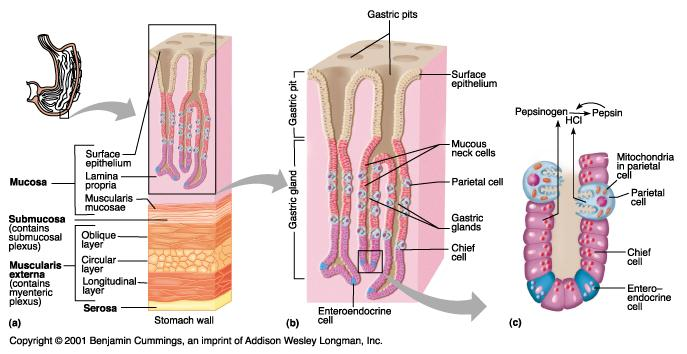 Surface
epithelium
Mucosa
Lamina
propria
Muscularis
mucosae
Submucosa
(contains
submucosal
plexus)
Oblique
layer
Muscularis
externa
(contains
myenteric
plexus)
Circular
layer
Longitudinal
layer
Serosa
(a)
Stomach wall
Gastric pits
Gastric pit
Surface
epithelium
Gastric gland
Mucous
neck cells
Parietal cell
Gastric
glands
Chief
cell
Enteroendocrine
cell
(b)
Pepsinogen
Pepsin
HCl
Mitochondria
in parietal
cell
Parietal
cell
Chief
cell
Entero-
endocrine
cell
(c)
Copyright © 2001 Benjamin Cummings, an imprint of Addison Wesley Longman, Inc.